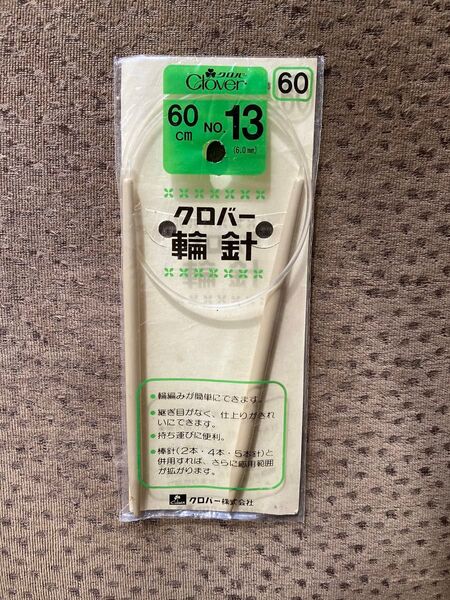 クロバー
Clover
60
60
cm
NO. 13
(6.0mm)
クロバー
輪針
・輪編みが簡単にできます。
・継ぎ目がなく、仕上りがきれ
いにできます。
・持ち運びに便利。
・棒針(2本・4本・5本針)と
併用すれば、さらに応用範囲
が拡がります。
Clover クロバー株式会社